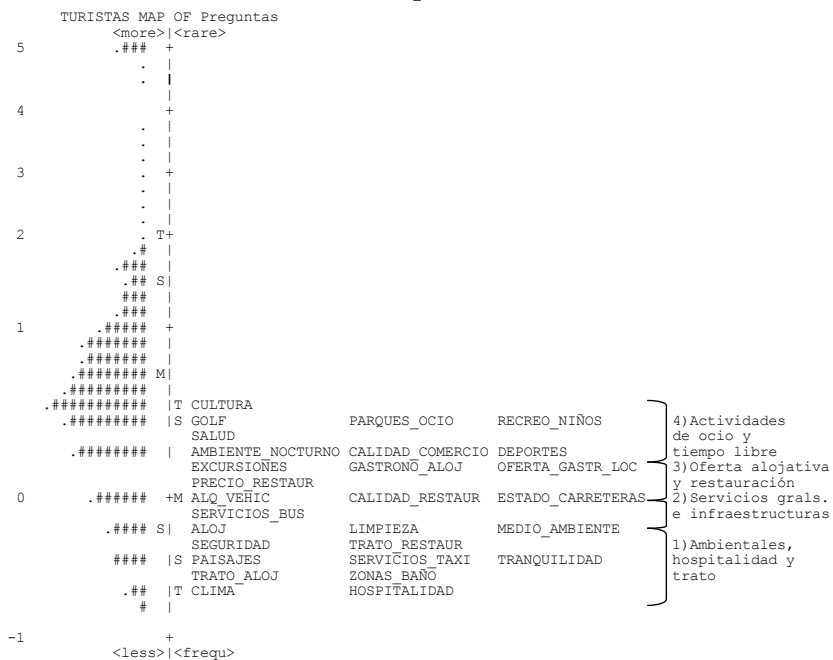 TURISTAS MAP OF Preguntas
<more>|<rare>
5 .### +
. |
. |
|
4 +
. |
. |
. |
3 . +
. |
. |
. |
2 . T+
.# |
.### |
.## S|
### |
.### |
1 .##### +
.####### |
.####### |
.######## M|
.######### |
.########### |T CULTURA
.######### |S GOLF PARQUES_OCIO RECREO_NIÑOS 4)Actividades
SALUD de ocio y
.######## | AMBIENTE_NOCTURNO CALIDAD_COMERCIO DEPORTES tiempo libre
EXCURSIONES GASTRONO_ALOJ OFERTA_GASTR_LOC 3)Oferta alojativa
PRECIO_RESTAUR y restauración
0 .###### +M ALQ_VEHIC CALIDAD_RESTAUR ESTADO_CARRETERAS 2)Servicios grals.
SERVICIOS_BUS e infraestructuras
.#### S| ALOJ LIMPIEZA MEDIO_AMBIENTE
SEGURIDAD TRATO_RESTAUR 1)Ambientales,
#### |S PAISAJES SERVICIOS_TAXI TRANQUILIDAD hospitalidad y
TRATO_ALOJ ZONAS_BAÑO trato
.## |T CLIMA HOSPITALIDAD
# |
-1 +
<less>|<frequ>